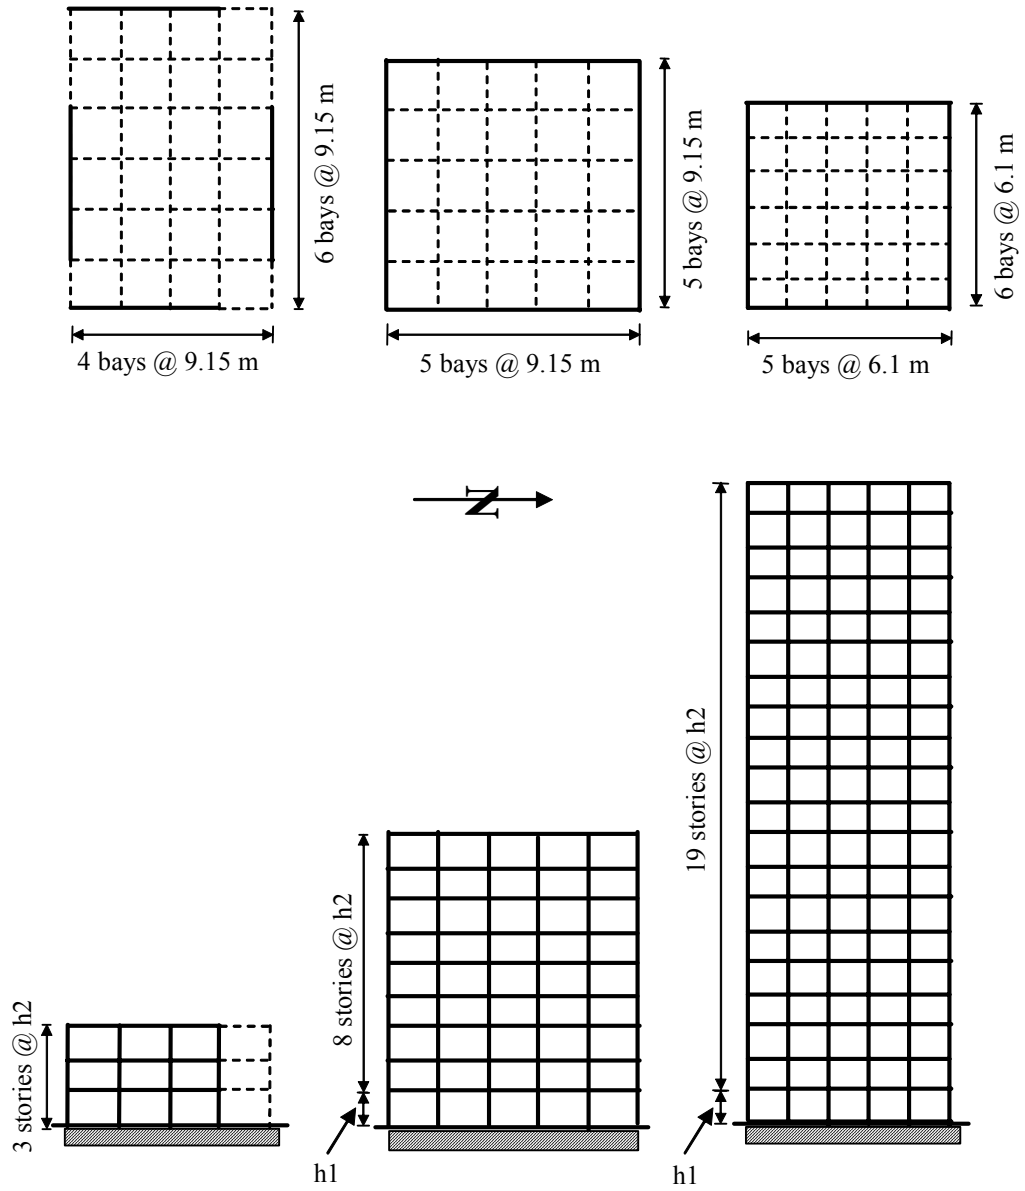 6 bays @ 9.15 m
5 bays @ 9.15 m
6 bays @ 6.1 m
4 bays @ 9.15 m
5 bays @ 9.15 m
5 bays @ 6.1 m
N
19 stories @ h2
8 stories @ h2
3 stories @ h2
h1
h1